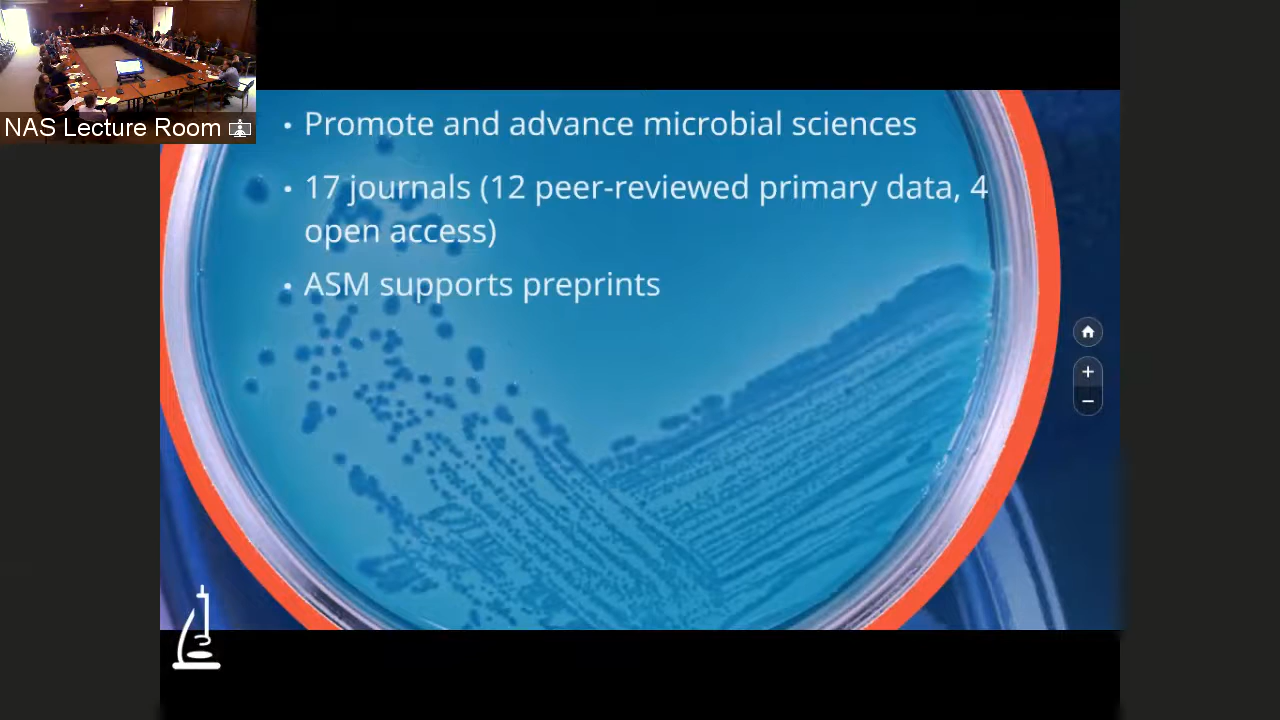 NAS Lecture Room
• Promote and advance microbial sciences
• 17 journals (12 peer-reviewed primary data, 4
open access)
• ASM supports preprints